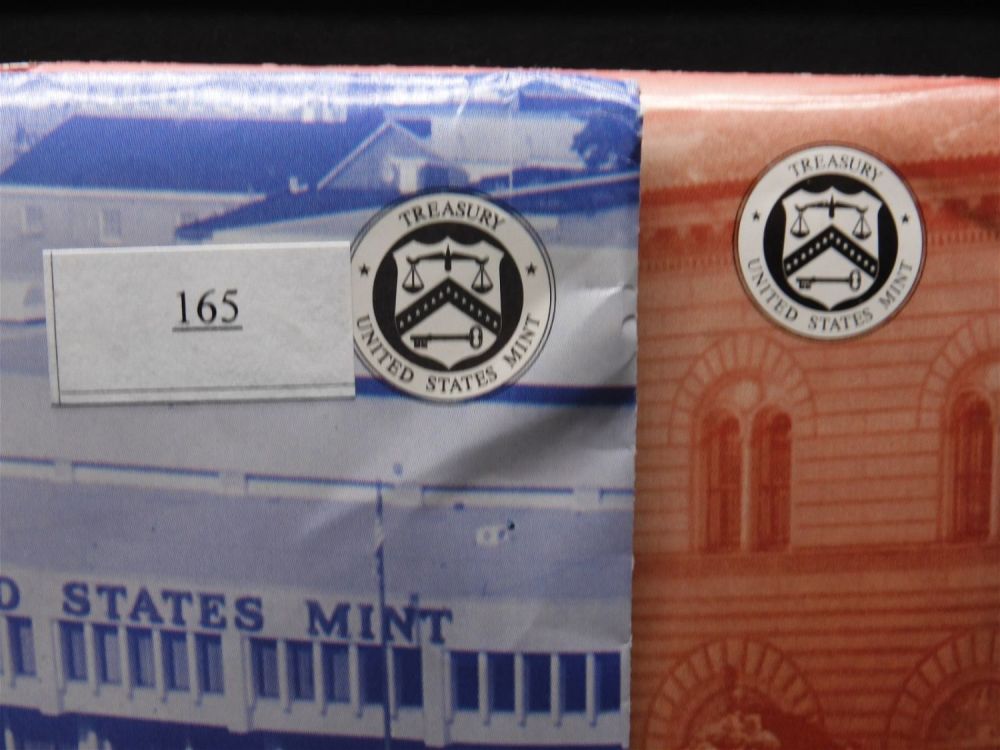 TREASURY
UNITED STATES MINT
165
TREASURY
UNITED STATES MINT
D STATES MINT